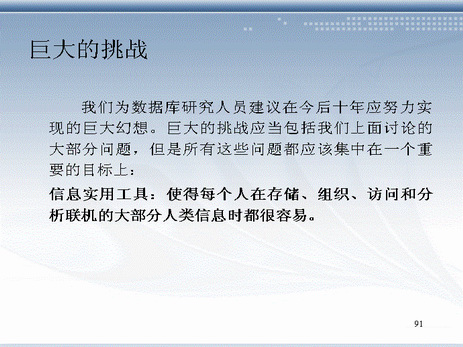 巨大的挑战
我们为数据库研究人员建议在今后十年应努力实
现的巨大幻想。巨大的挑战应当包括我们上面讨论的
大部分问题，但是所有这些问题都应该集中在一个重
要的目标上：
信息实用工具：使得每个人在存储、组织、访问和分
析联机的大部分人类信息时都很容易。
91